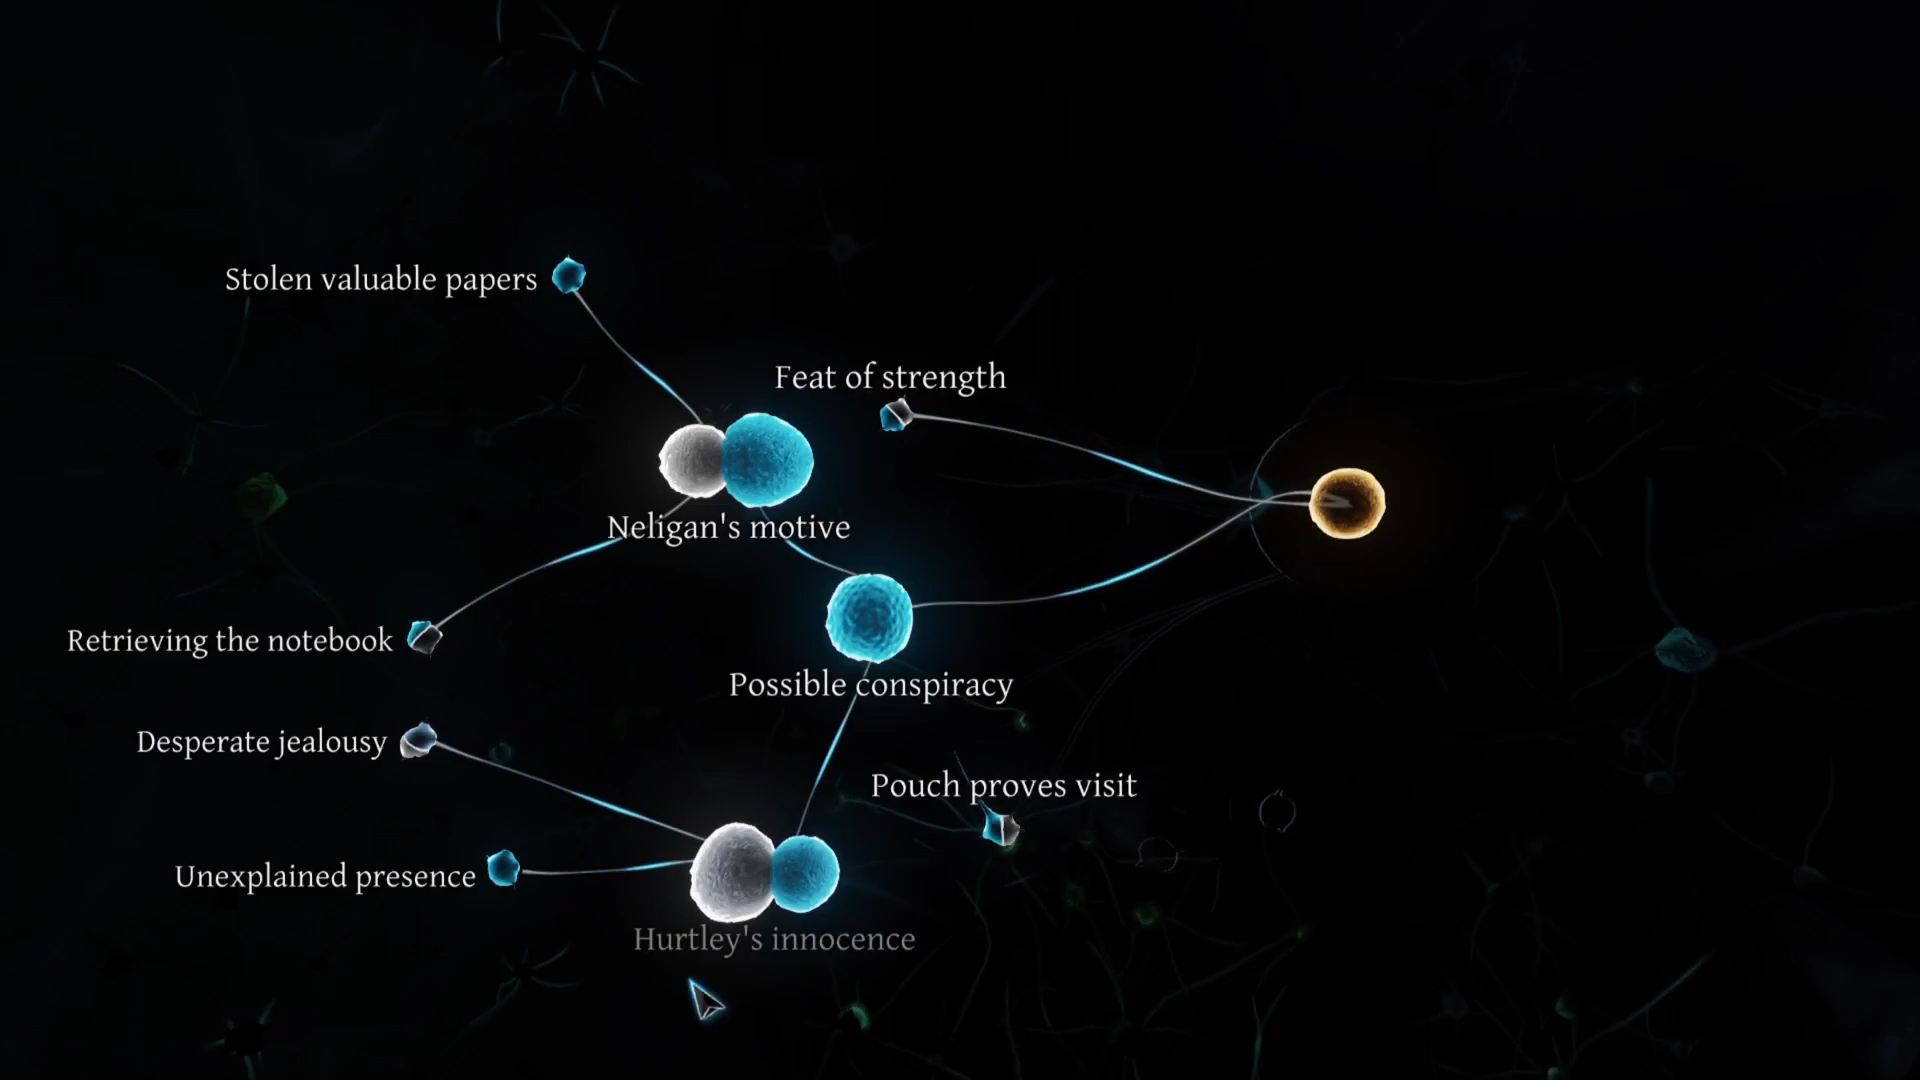 Stolen valuable papers
Feat of strength
Neligan's motive
Retrieving the notebook
Possible conspiracy
Desperate jealousy
Pouch proves visit
Unexplained presence
Hurtley's innocence